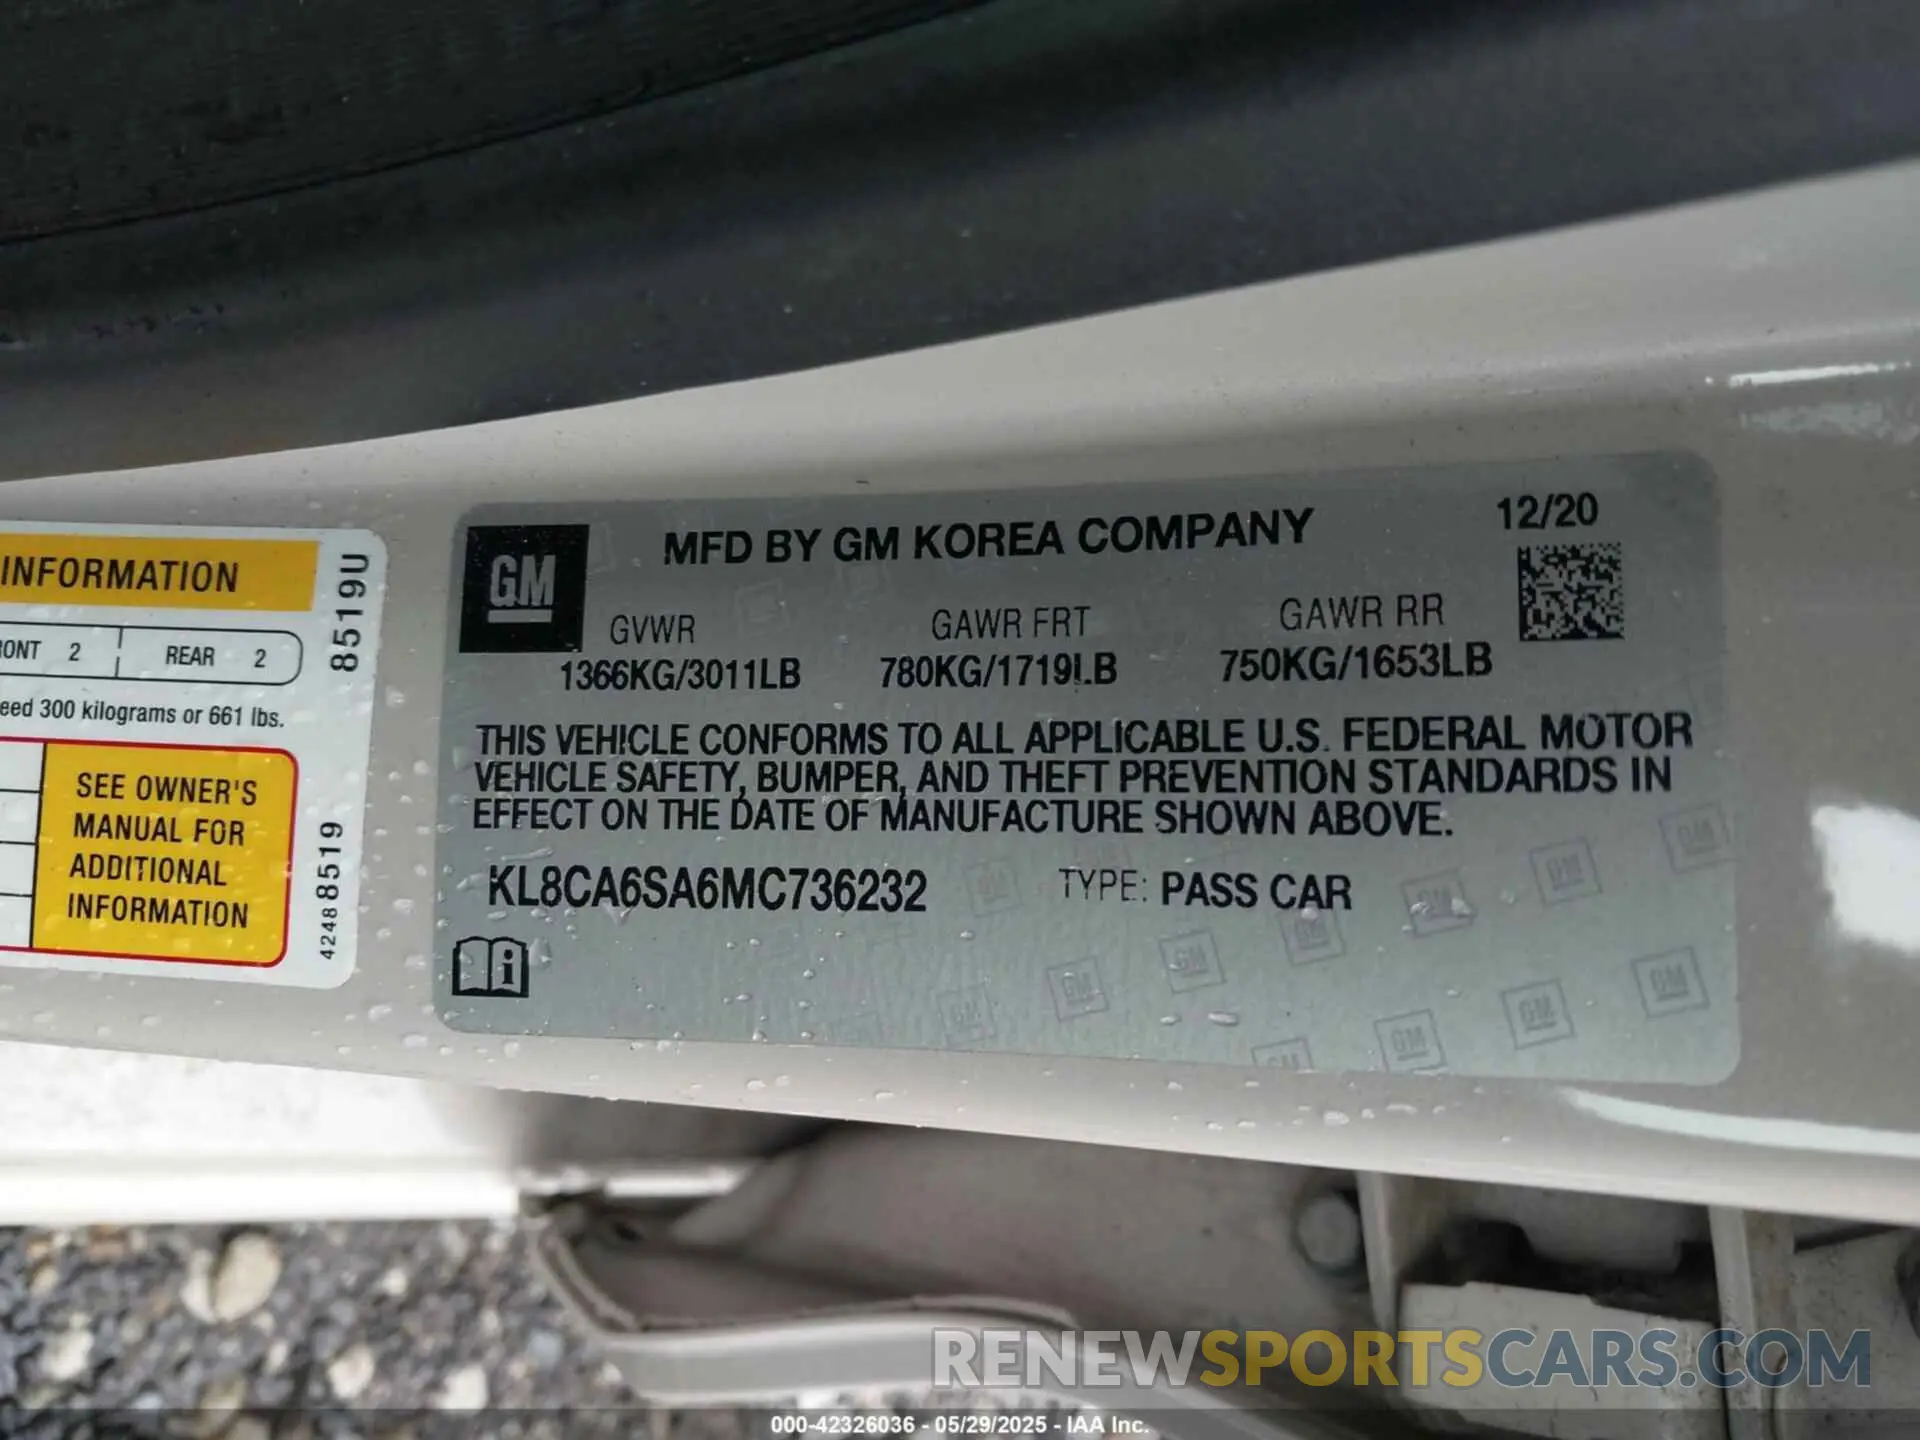 INFORMATION
RONT 2 REAR 2
eed 300 kilograms or 661 lbs.
SEE OWNER'S
MANUAL FOR
ADDITIONAL
INFORMATION
8519U
42488519
GM
MFD BY GM KOREA COMPANY 12/20
GVWR GAWR FRT GAWR RR
1366KG/3011LB 780KG/1719LB 750KG/1653LB
THIS VEHICLE CONFORMS TO ALL APPLICABLE U.S. FEDERAL MOTOR
VEHICLE SAFETY, BUMPER, AND THEFT PREVENTION STANDARDS IN
EFFECT ON THE DATE OF MANUFACTURE SHOWN ABOVE.
KL8CA6SA6MC736232 TYPE: PASS CAR
RENEWSPORTSCARS.COM
000-42326036 - 05/29/2025 - IAA Inc.